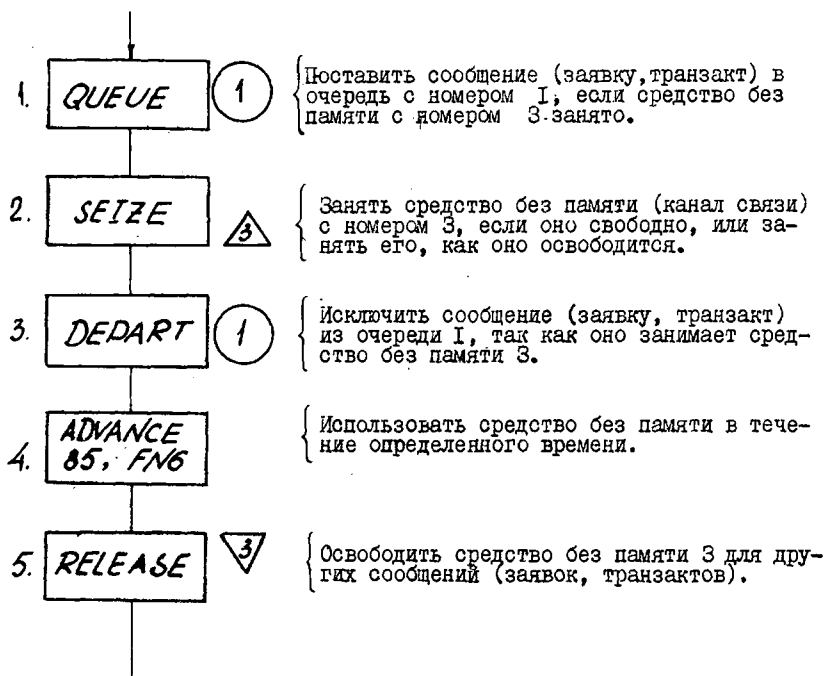 1. QUEUE 1
Поставить сообщение (заявку,транзакт) в
очередь с номером I, если средство без
памяти с номером 3 занято.
2. SEIZE 3
Занять средство без памяти (канал связи)
с номером 3, если оно свободно, или за-
нять его, как оно освободится.
3. DEPART 1
Исключить сообщение (заявку, транзакт)
из очереди I, так как оно занимает сред-
ство без памяти 3.
4. ADVANCE
85, FN6
Использовать средство без памяти в тече-
ние определенного времени.
5. RELEASE 3
Освободить средство без памяти 3 для дру-
гих сообщений (заявок, транзактов).